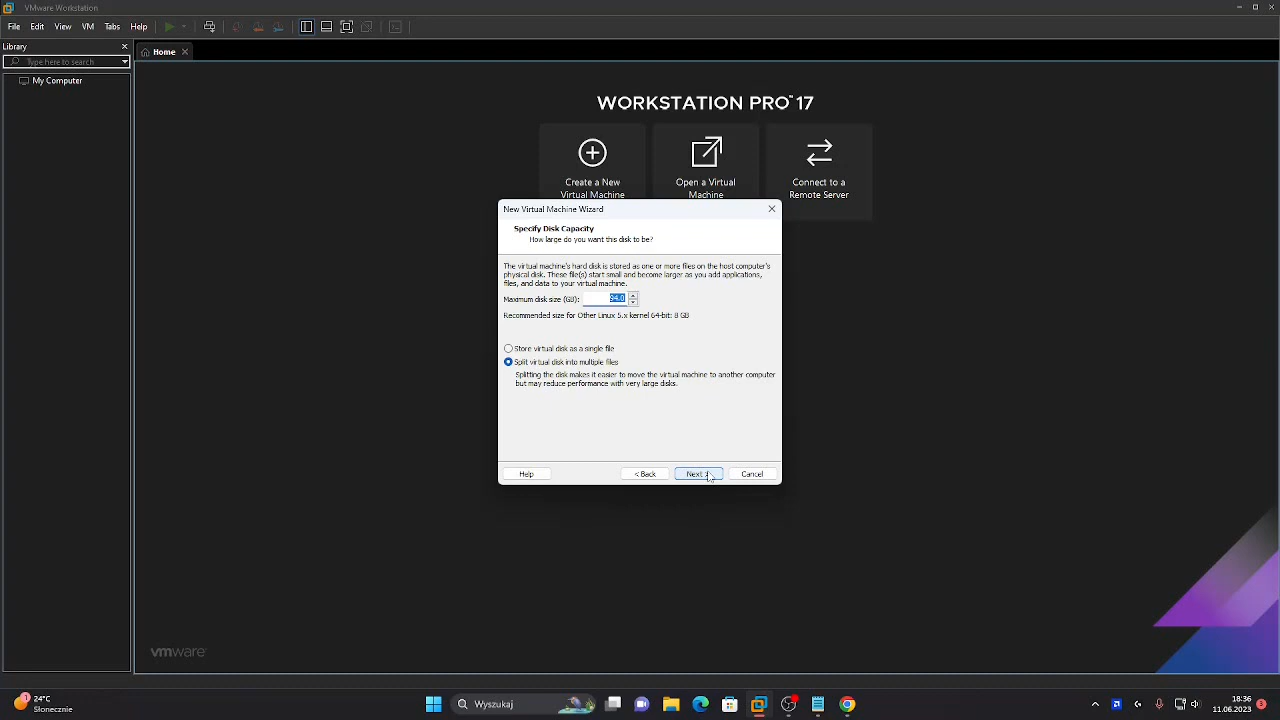 VMware Workstation
File Edit View VM Tabs Help
Library
Home
Type here to search
My Computer
WORKSTATION PRO™ 17
Create a New
Virtual Machine
Open a Virtual
Machine
Connect to a
Remote Server
New Virtual Machine Wizard
Specify Disk Capacity
How large do you want this disk to be?
The virtual machine's hard disk is stored as one or more files on the host computer's
physical disk. These file(s) start small and become larger as you add applications,
files, and data to your virtual machine.
Maximum disk size (GB): 94.0
Recommended size for Other Linux 5.x kernel 64-bit: 8 GB
Store virtual disk as a single file
Split virtual disk into multiple files
Splitting the disk makes it easier to move the virtual machine to another computer
but may reduce performance with very large disks.
Help < Back Next > Cancel
vmware
1
24°C
Słonecznie
Wyszukaj
18:36
11.06.2023
3